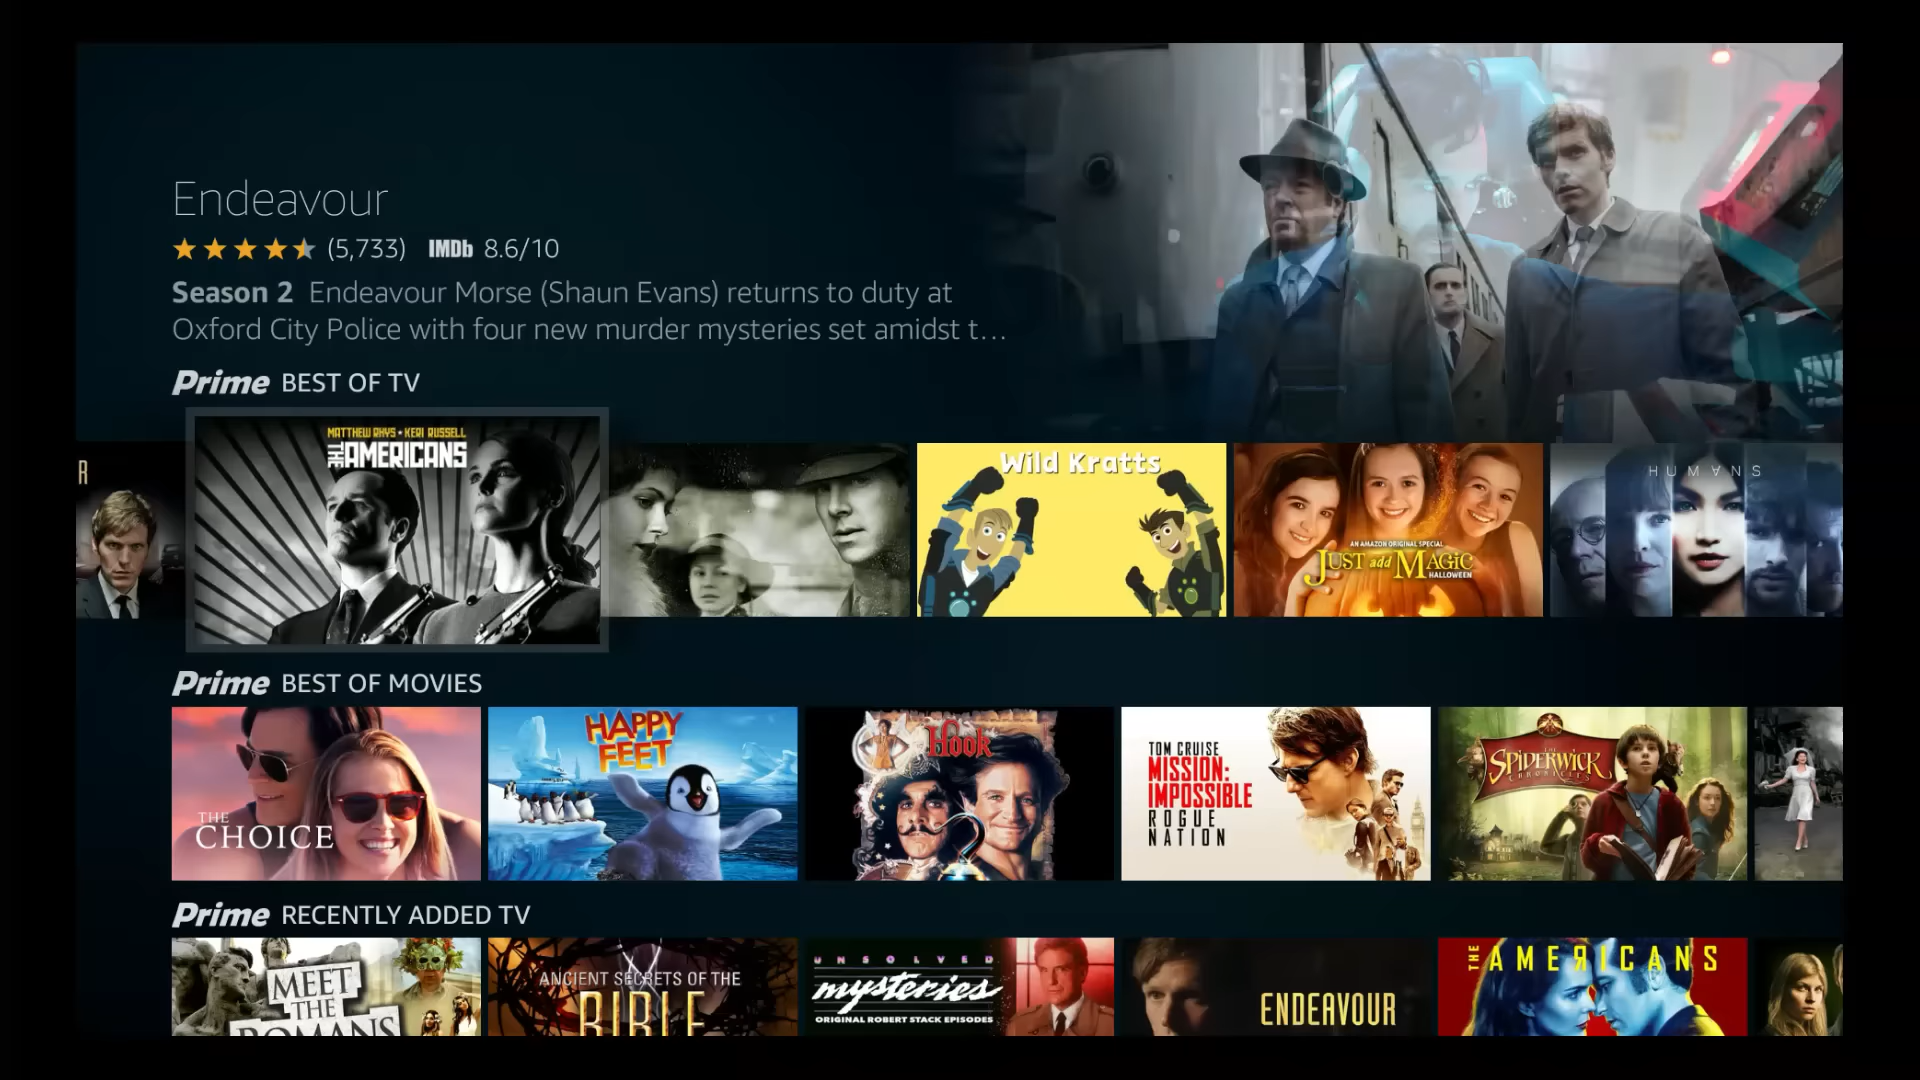 Endeavour
(5,733) IMDb 8.6/10
Season 2 Endeavour Morse (Shaun Evans) returns to duty at
Oxford City Police with four new murder mysteries set amidst t…
Prime BEST OF TV
R
MATTHEW RHYS • KERI RUSSELL
THE AMERICANS
Wild Kratts
AN AMAZON ORIGINAL SPECIAL
JUST add MAGIC
HALLOWEEN
HUMANS
Prime BEST OF MOVIES
THE
CHOICE
HAPPY
FEET
Hook
TOM CRUISE
MISSION:
IMPOSSIBLE
ROGUE
NATION
THE
SPIDERWICK
CHRONICLES
Prime RECENTLY ADDED TV
MEET
THE
ROMANS
ANCIENT SECRETS OF THE
BIBLE
UNSOLVED
mysteries
ORIGINAL ROBERT STACK EPISODES
ENDEAVOUR
THE AMERICANS